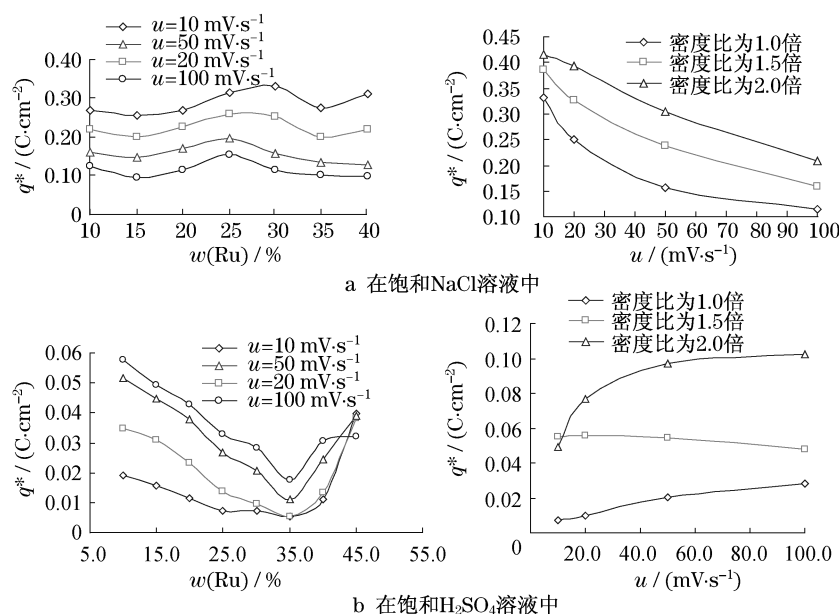 u=10 mV·s⁻¹
u=50 mV·s⁻¹
u=20 mV·s⁻¹
u=100 mV·s⁻¹
q* / (C·cm⁻²)
0.40
0.30
0.20
0.10
0
10 15 20 25 30 35 40
w(Ru) / %
密度比为1.0倍
密度比为1.5倍
密度比为2.0倍
q* / (C·cm⁻²)
0.45
0.40
0.35
0.30
0.25
0.20
0.15
0.10
10 20 30 40 50 60 70 80 90 100
u / (mV·s⁻¹)
a 在饱和NaCl溶液中
u=10 mV·s⁻¹
u=50 mV·s⁻¹
u=20 mV·s⁻¹
u=100 mV·s⁻¹
q* / (C·cm⁻²)
0.06
0.05
0.04
0.03
0.02
0.01
0
5.0 15.0 25.0 35.0 45.0 55.0
w(Ru) / %
密度比为1.0倍
密度比为1.5倍
密度比为2.0倍
q* / (C·cm⁻²)
0.12
0.10
0.08
0.06
0.04
0.02
0
20.0 40.0 60.0 80.0 100.0
u / (mV·s⁻¹)
b 在饱和H₂SO₄溶液中